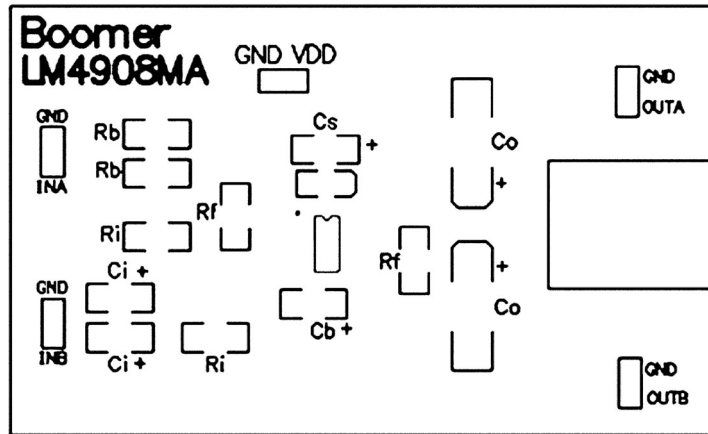 Boomer
LM4908MA
GND VDD
GND
INA
Rb
Rb
Cs
+
Co
+
GND
OUTA
Rf
Ri
Rf
+
Co
Ci +
GND
INB
Ci +
Ri
Cb +
GND
OUTB